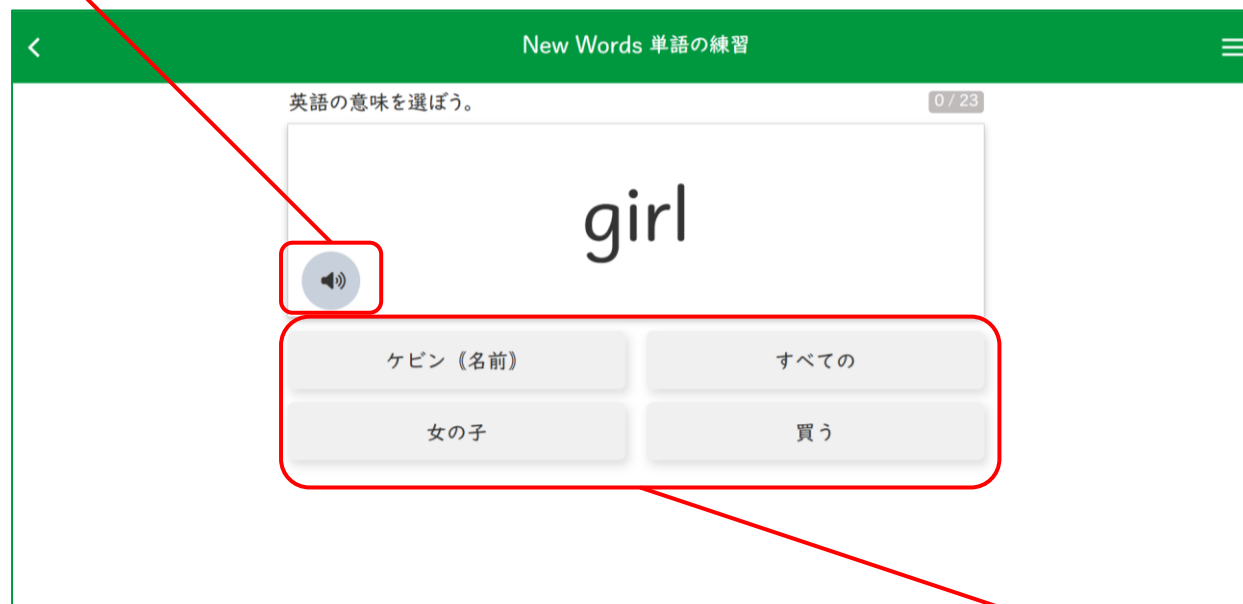 New Words 単語の練習
英語の意味を選ぼう。
0 / 23
girl
ケビン《名前》
すべての
女の子
買う